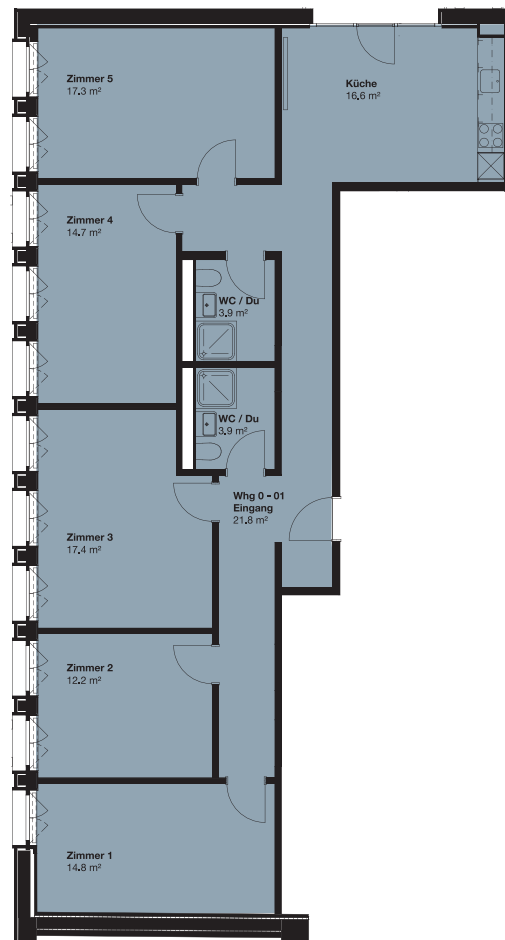 Zimmer 5
17.3 m²
Küche
16.6 m²
Zimmer 4
14.7 m²
WC / Du
3.9 m²
WC / Du
3.9 m²
Whg 0 - 01
Eingang
21.8 m²
Zimmer 3
17.4 m²
Zimmer 2
12.2 m²
Zimmer 1
14.8 m²